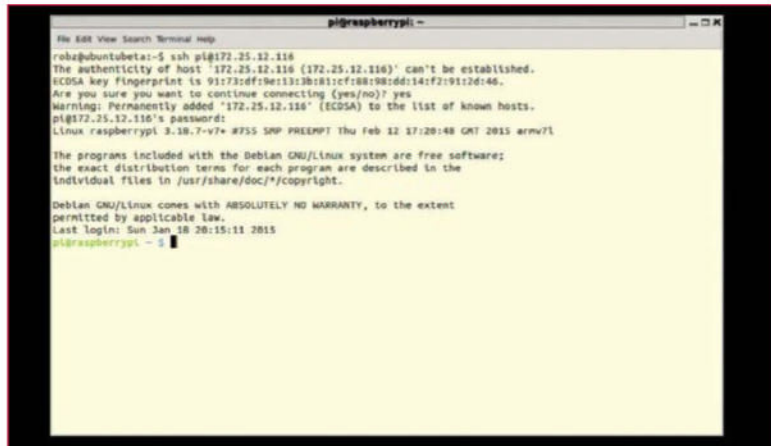 pi@raspberrypi: ~
File Edit View Search Terminal Help
robz@ubuntubeta:~$ ssh pi@172.25.12.116
The authenticity of host '172.25.12.116 (172.25.12.116)' can't be established.
ECDSA key fingerprint is 91:73:df:9e:13:3b:81:cf:88:98:dd:14:f2:91:2d:46.
Are you sure you want to continue connecting (yes/no)? yes
Warning: Permanently added '172.25.12.116' (ECDSA) to the list of known hosts.
pi@172.25.12.116's password:
Linux raspberrypi 3.18.7-v7+ #755 SMP PREEMPT Thu Feb 12 17:20:48 GMT 2015 armv7l
The programs included with the Debian GNU/Linux system are free software;
the exact distribution terms for each program are described in the
individual files in /usr/share/doc/*/copyright.
Debian GNU/Linux comes with ABSOLUTELY NO WARRANTY, to the extent
permitted by applicable law.
Last login: Sun Jan 18 20:15:11 2015
pi@raspberrypi ~ $